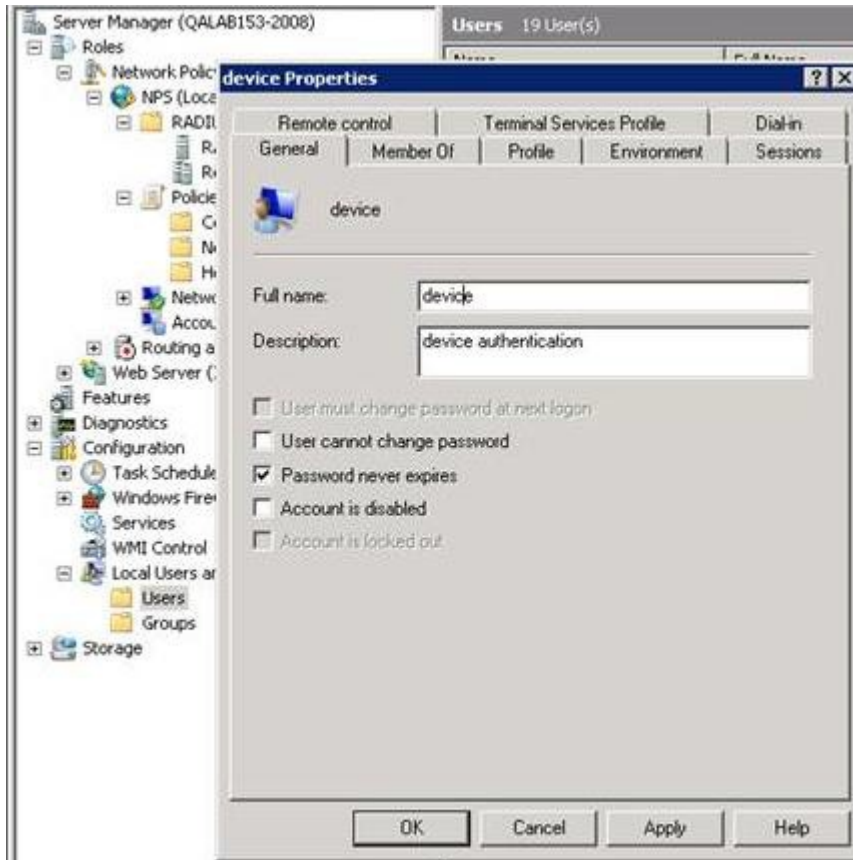 Server Manager (QALAB153-2008)
Users 19 User(s)
Roles
Network Polic
NPS (Loca
RADIU
Policie
Netwo
Accou
Routing a
Web Server (
Features
Diagnostics
Configuration
Task Schedule
Windows Firew
Services
WMI Control
Local Users an
Users
Groups
Storage
device Properties
Remote control
Terminal Services Profile
Dial-in
General
Member Of
Profile
Environment
Sessions
device
Full name:
device
Description:
device authentication
User must change password at next logon
User cannot change password
Password never expires
Account is disabled
Account is locked out
OK
Cancel
Apply
Help